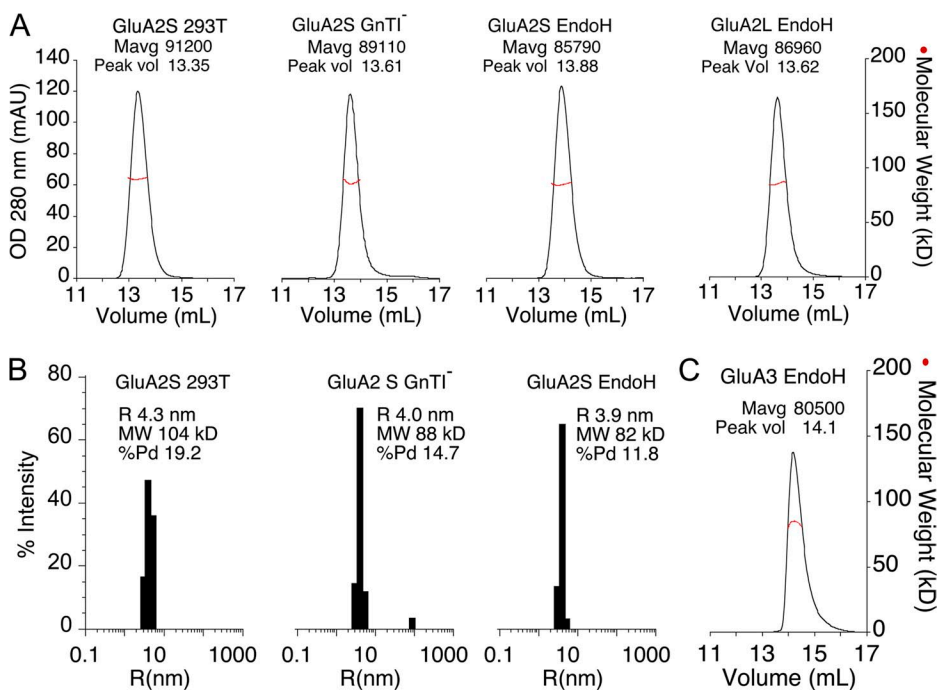 A
GluA2S 293T
Mavg 91200
Peak vol 13.35
GluA2S GnTI⁻
Mavg 89110
Peak vol 13.61
GluA2S EndoH
Mavg 85790
Peak vol 13.88
GluA2L EndoH
Mavg 86960
Peak Vol 13.62
OD 280 nm (mAU)
140
120
100
80
60
40
20
0
200
150
100
50
0
Molecular Weight (kD)
11 13 15 17
11 13 15 17
11 13 15 17
11 13 15 17
Volume (mL)
Volume (mL)
Volume (mL)
Volume (mL)
B
GluA2S 293T
R 4.3 nm
MW 104 kD
%Pd 19.2
GluA2 S GnTI⁻
R 4.0 nm
MW 88 kD
%Pd 14.7
GluA2S EndoH
R 3.9 nm
MW 82 kD
%Pd 11.8
% Intensity
80
60
40
20
0
0.1 10 1000
0.1 10 1000
0.1 10 1000
R(nm)
R(nm)
R(nm)
C
GluA3 EndoH
Mavg 80500
Peak vol 14.1
200
150
100
50
0
Molecular Weight (kD)
11 13 15 17
Volume (mL)